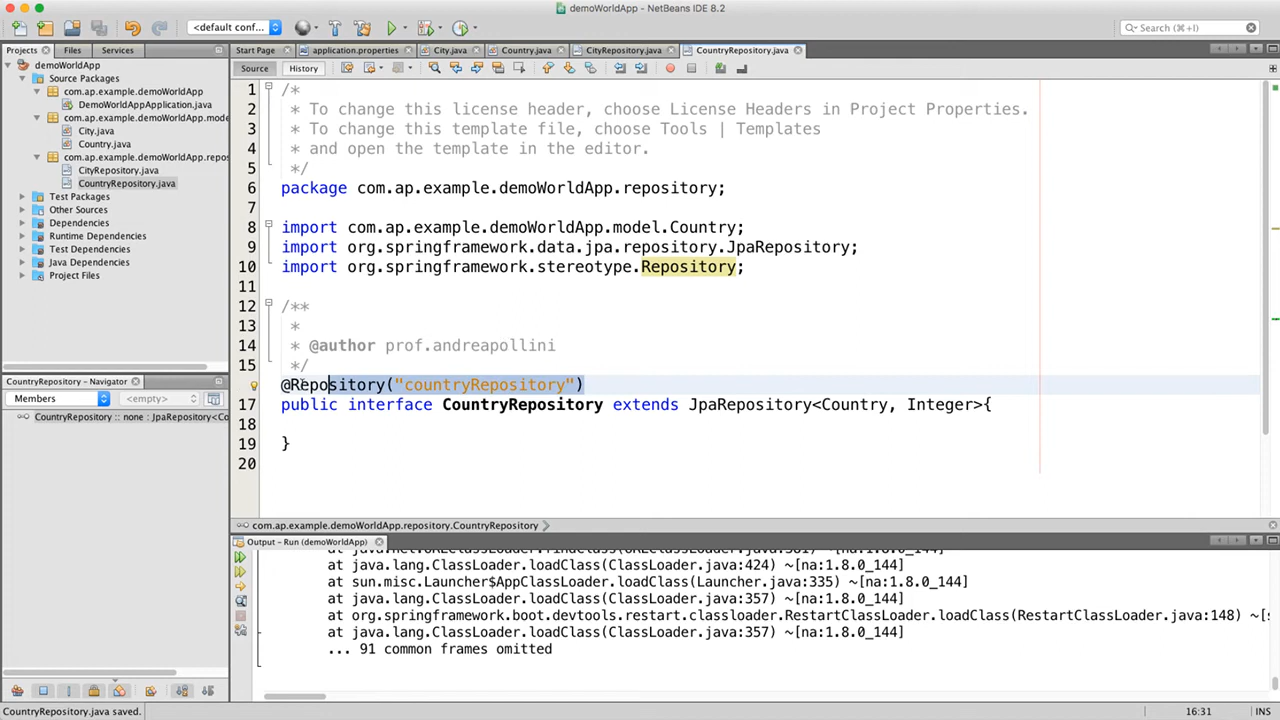 demoWorldApp - NetBeans IDE 8.2
<default conf...
Search (⌘+I)
Projects
Files
Services
Start Page
application.properties
City.java
Country.java
CityRepository.java
CountryRepository.java
Source
History
demoWorldApp
Source Packages
com.ap.example.demoWorldApp
DemoWorldAppApplication.java
com.ap.example.demoWorldApp.mode
City.java
Country.java
com.ap.example.demoWorldApp.repos
CityRepository.java
CountryRepository.java
Test Packages
Other Sources
Dependencies
Runtime Dependencies
Test Dependencies
Java Dependencies
Project Files
CountryRepository.java - Navigator
Members
<empty>
CountryRepository :: none : JpaRepository<Co
1 /*
2 * To change this license header, choose License Headers in Project Properties.
3 * To change this template file, choose Tools | Templates
4 * and open the template in the editor.
5 */
6 package com.ap.example.demoWorldApp.repository;
7
8 import com.ap.example.demoWorldApp.model.Country;
9 import org.springframework.data.jpa.repository.JpaRepository;
10 import org.springframework.stereotype.Repository;
11
12 /**
13 *
14 * @author prof.andreapollini
15 */
@Repository("countryRepository")
17 public interface CountryRepository extends JpaRepository<Country, Integer>{
18
19 }
20
com.ap.example.demoWorldApp.repository.CountryRepository
Output - Run (demoWorldApp)
at java.lang.ClassLoader.loadClass(ClassLoader.java:424) ~[na:1.8.0_144]
at sun.misc.Launcher$AppClassLoader.loadClass(Launcher.java:335) ~[na:1.8.0_144]
at java.lang.ClassLoader.loadClass(ClassLoader.java:357) ~[na:1.8.0_144]
at org.springframework.boot.devtools.restart.classloader.RestartClassLoader.loadClass(RestartClassLoader.java:148) ~[s
at java.lang.ClassLoader.loadClass(ClassLoader.java:357) ~[na:1.8.0_144]
... 91 common frames omitted
CountryRepository.java saved.
16:31
INS